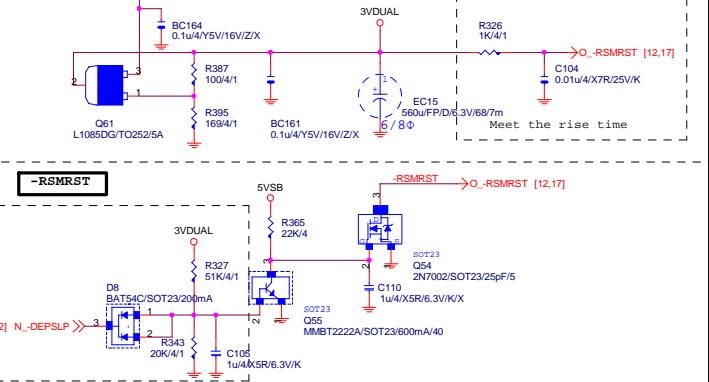 BC164
0.1u/4/Y5V/16V/Z/X
3VDUAL
R326
1K/4/1
O_-RSMRST [12,17]
3
2
1
R387
100/4/1
1
+
C104
0.01u/4/X7R/25V/K
R395
169/4/1
EC15
560u/FP/D/6.3V/68/7m
6/8Φ
Q61
L1085DG/TO252/5A
BC161
0.1u/4/Y5V/16V/Z/X
Meet the rise time
-RSMRST
5VSB
-RSMRST
O_-RSMRST [12,17]
3
D
G
S
R365
22K/4
3VDUAL
2
1
SOT23
Q54
2N7002/SOT23/25pF/5
R327
51K/4/1
3
C110
1u/4/X5R/6.3V/K/X
D8
BAT54C/SOT23/200mA
SOT23
Q55
MMBT2222A/SOT23/600mA/40
2
1
2] N_-DEPSLP
3
1
2
R343
20K/4/1
C105
1u/4/X5R/6.3V/K